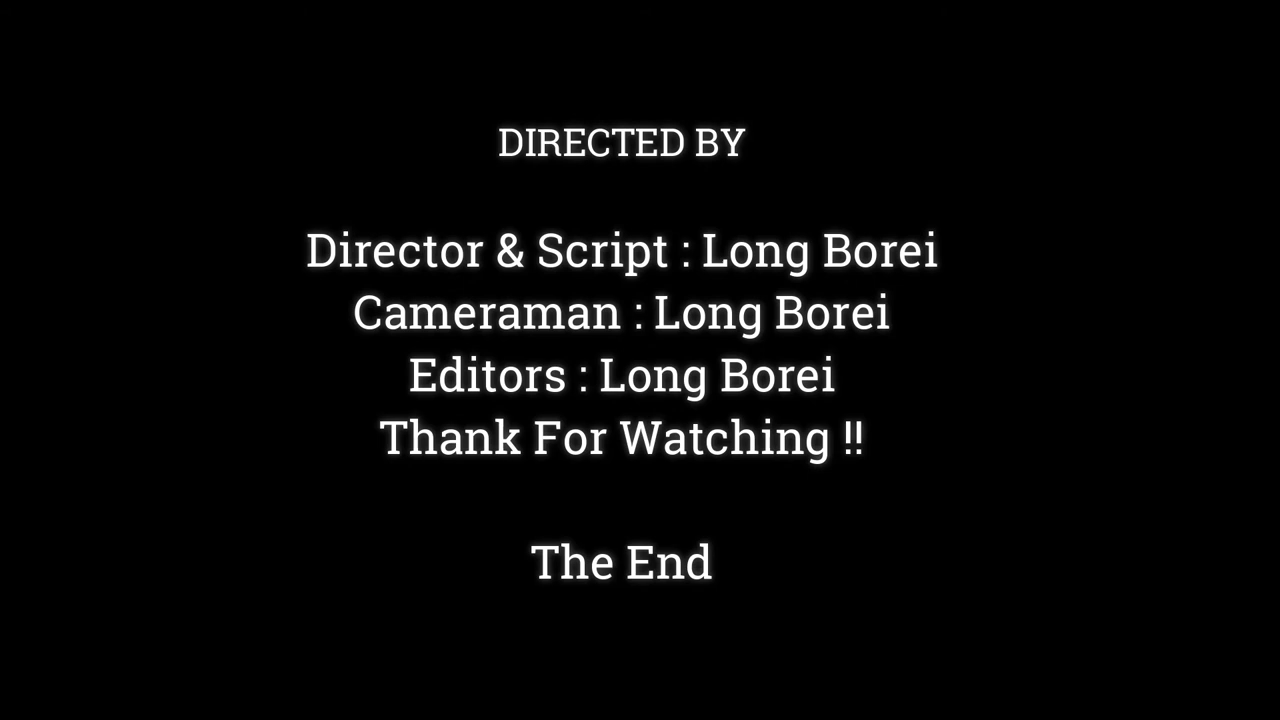 DIRECTED BY
Director & Script : Long Borei
Cameraman : Long Borei
Editors : Long Borei
Thank For Watching !!
The End